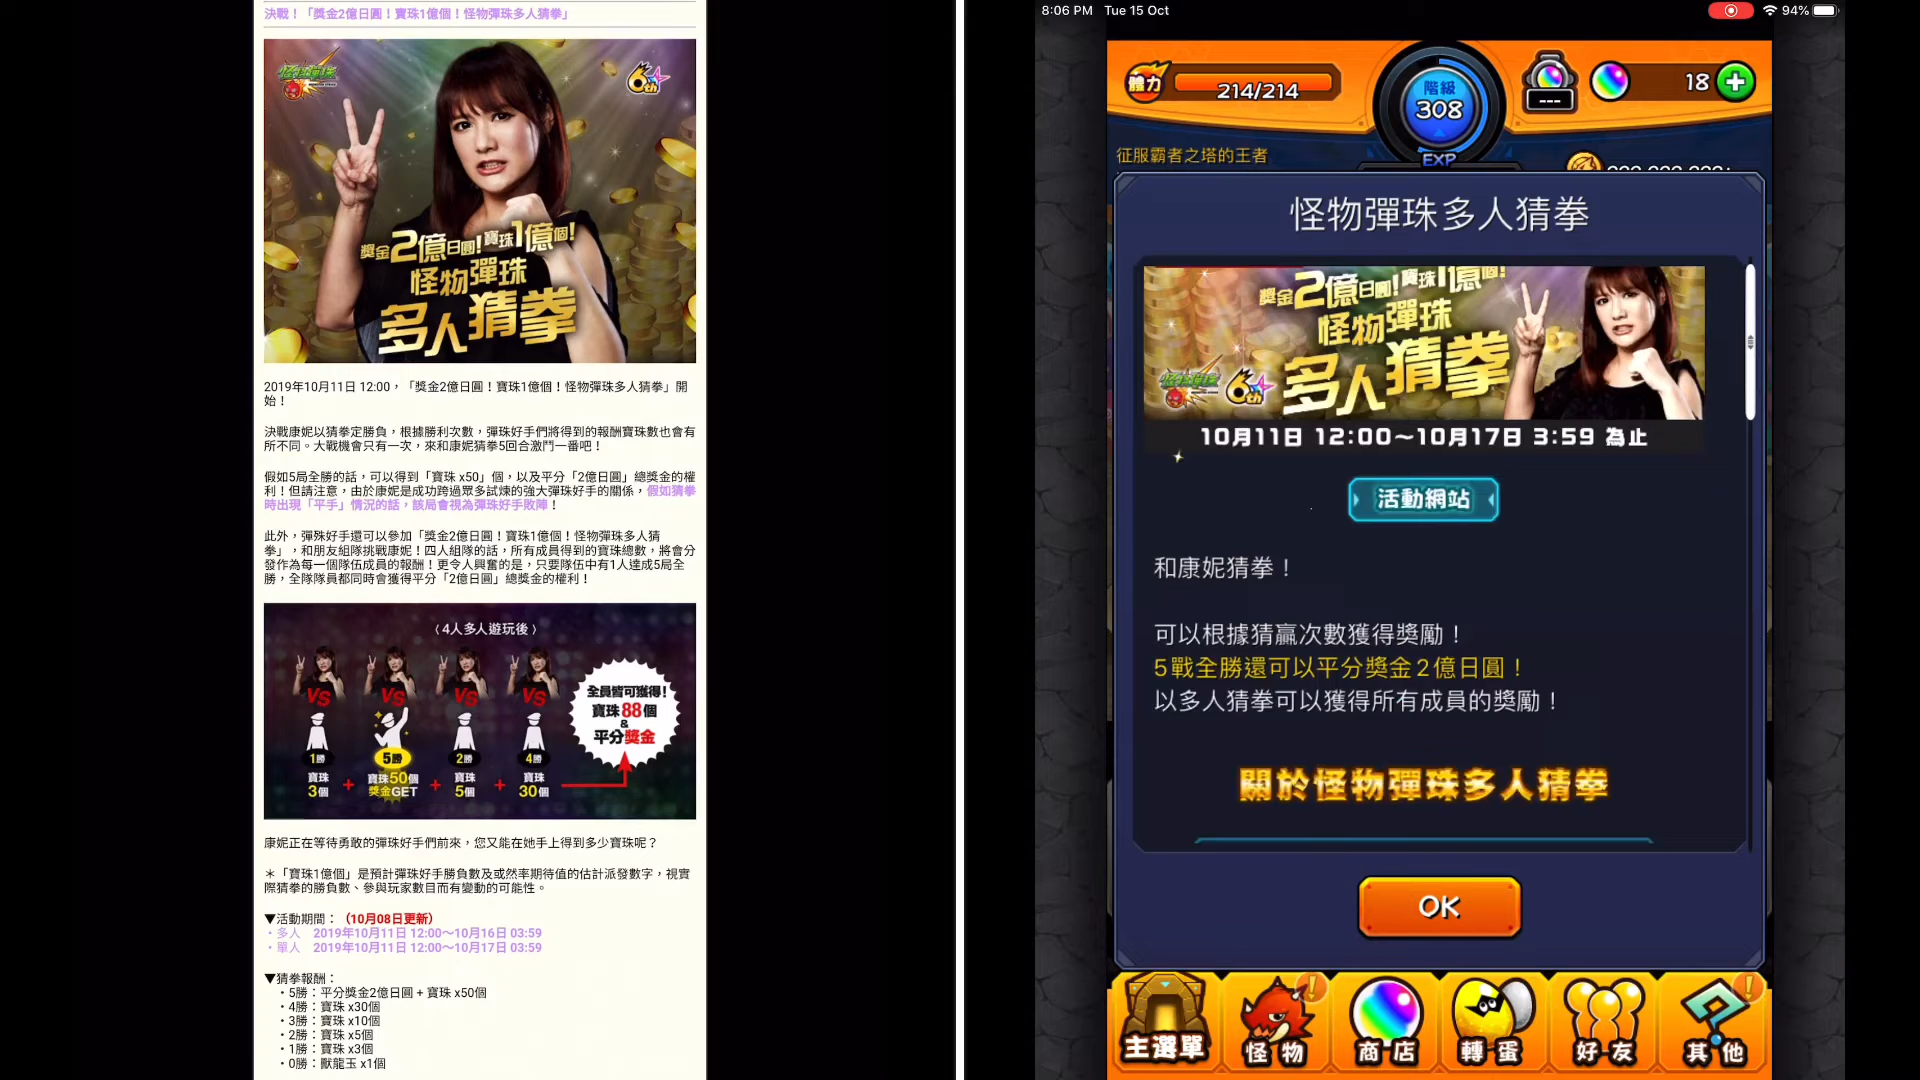 決戰！「獎金2億日圓！寶珠1億個！怪物彈珠多人猜拳」
怪物彈珠
6th
獎金2億日圓！寶珠1億個！
怪物彈珠
多人猜拳
2019年10月11日 12:00，「獎金2億日圓！寶珠1億個！怪物彈珠多人猜拳」開
始！
決戰康妮以猜拳定勝負，根據勝利次數，彈珠好手們將得到的報酬寶珠數也會有
所不同。大戰機會只有一次，來和康妮猜拳5回合激鬥一番吧！
假如5局全勝的話，可以得到「寶珠 x50」個，以及平分「2億日圓」總獎金的權
利！但請注意，由於康妮是成功跨過眾多試煉的強大彈珠好手的關係，假如猜拳
時出現「平手」情況的話，該局會視為彈珠好手敗陣！
此外，彈殊好手還可以參加「獎金2億日圓！寶珠1億個！怪物彈珠多人猜
拳」，和朋友組隊挑戰康妮！四人組隊的話，所有成員得到的寶珠總數，將會分
發作為每一個隊伍成員的報酬！更令人興奮的是，只要隊伍中有1人達成5局全
勝，全隊隊員都同時會獲得平分「2億日圓」總獎金的權利！
〈4人多人遊玩後〉
VS VS VS VS
全員皆可獲得！
寶珠88個
&
平分獎金
1勝 5勝 2勝 4勝
寶珠 3個 + 寶珠50個 獎金GET + 寶珠 5個 + 寶珠 30個
康妮正在等待勇敢的彈珠好手們前來，您又能在她手上得到多少寶珠呢？
＊「寶珠1億個」是預計彈珠好手勝負數及或然率期待值的估計派發數字，視實
際猜拳的勝負數、參與玩家數目而有變動的可能性。
▼活動期間：（10月08日更新）
・多人　2019年10月11日 12:00～10月16日 03:59
・單人　2019年10月11日 12:00～10月17日 03:59
▼猜拳報酬：
・5勝：平分獎金2億日圓 + 寶珠 x50個
・4勝：寶珠 x30個
・3勝：寶珠 x10個
・2勝：寶珠 x5個
・1勝：寶珠 x3個
・0勝：獸龍玉 x1個
8:06 PM Tue 15 Oct
94%
體力 214/214
階級
308
EXP
---
18
征服霸者之塔的王者
怪物彈珠多人猜拳
獎金2億日圓！寶珠1億個！
怪物彈珠
多人猜拳
怪物彈珠
6th
10月11日 12:00～10月17日 3:59 為止
活動網站
和康妮猜拳！
可以根據猜贏次數獲得獎勵！
5戰全勝還可以平分獎金2億日圓！
以多人猜拳可以獲得所有成員的獎勵！
關於怪物彈珠多人猜拳
OK
主選單 怪物 商店 轉蛋 好友 其他